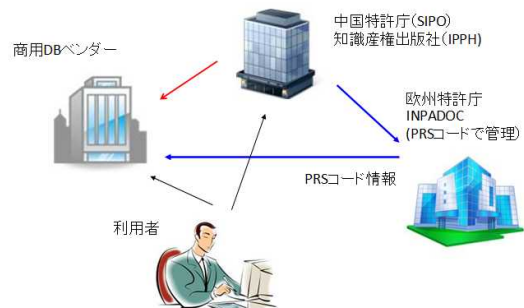 中国特許庁(SIPO)
知識産権出版社(IPPH)
商用DBベンダー
欧州特許庁
INPADOC
(PRSコードで管理)
PRSコード情報
利用者